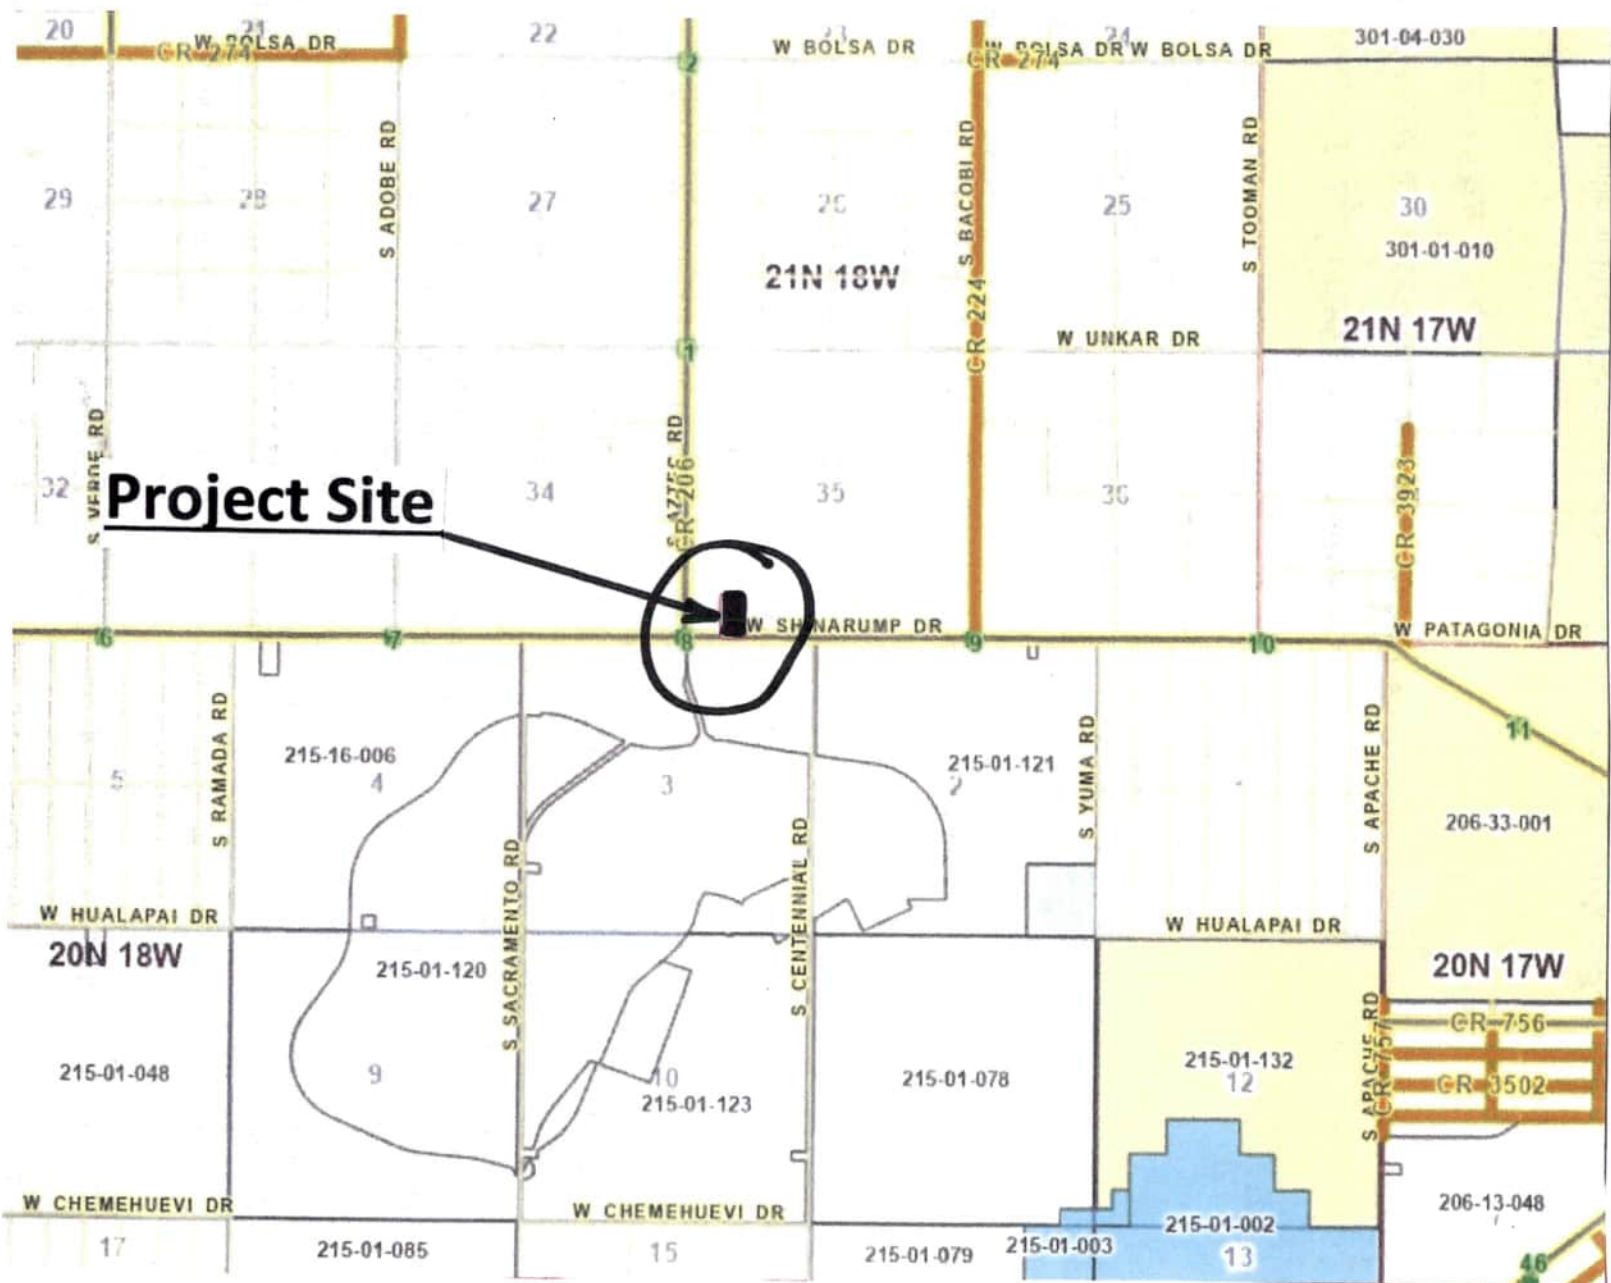 20
21
22
23
24
W BOLSA DR
CR 274
W BOLSA DR
W BOLSA DR
W BOLSA DR
CR 274
301-04-030
2
S ADOBE RD
S BACOBI RD
S TOOMAN RD
29
28
27
26
25
30
301-01-010
21N 18W
CR 224
21N 17W
1
W UNKAR DR
S VERDE RD
S AZTEC RD
CR 206
CR 3923
32
34
35
36
Project Site
6
7
8
W SHINARUMP DR
9
10
W PATAGONIA DR
11
S RAMADA RD
215-16-006
215-01-121
S YUMA RD
S APACHE RD
5
4
3
2
206-33-001
S SACRAMENTO RD
S CENTENNIAL RD
W HUALAPAI DR
W HUALAPAI DR
20N 18W
215-01-120
20N 17W
S APACHE RD
CR 757
CR 756
215-01-048
9
10
215-01-123
215-01-078
215-01-132
12
CR 3502
W CHEMEHUEVI DR
W CHEMEHUEVI DR
206-13-048
215-01-002
17
215-01-085
15
215-01-079
215-01-003
13
46